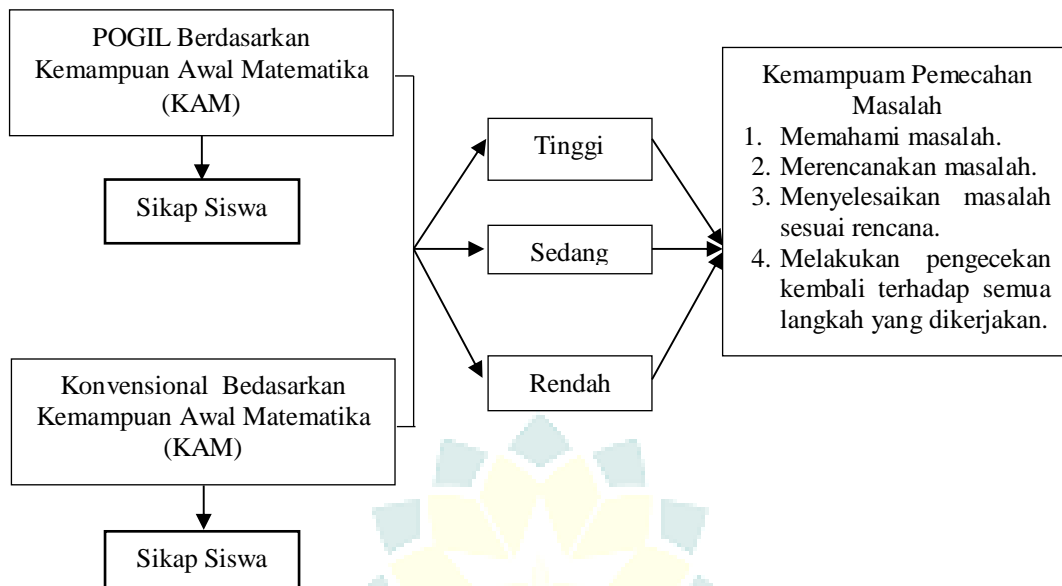 POGIL Berdasarkan
Kemampuan Awal Matematika
(KAM)
Sikap Siswa
Konvensional Bedasarkan
Kemampuan Awal Matematika
(KAM)
Sikap Siswa
Tinggi
Sedang
Rendah
Kemampuam Pemecahan
Masalah
1. Memahami masalah.
2. Merencanakan masalah.
3. Menyelesaikan masalah
sesuai rencana.
4. Melakukan pengecekan
kembali terhadap semua
langkah yang dikerjakan.